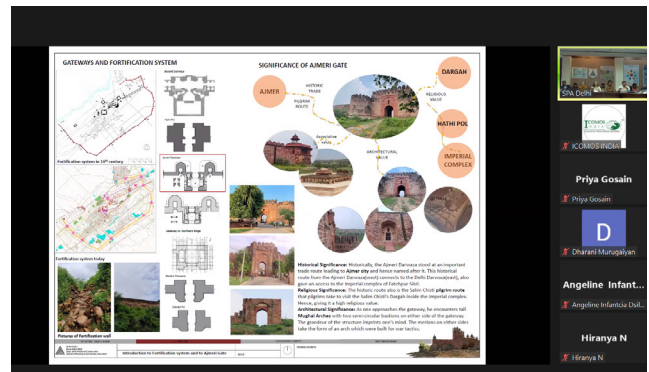 GATEWAYS AND FORTIFICATION SYSTEM
Fortification system in 16th century
Fortification system today
Pictures of Fortification wall
SIGNIFICANCE OF AJMERI GATE
AJMER
HISTORIC
TRADE
PILGRIM
ROUTE
DARGAH
RELIGIOUS
VALUE
HATHI POL
ARCHITECTURAL
VALUE
IMPERIAL
COMPLEX
Historical Significance: Historically, the Ajmeri Darwaza stood at an important
trade route leading to Ajmer city and hence named after it. This historical
route from the Ajmeri Darwaza(west) connects to the Delhi Darwaza(east), also
gave an access to the imperial complex of Fatehpur Sikri.
Religious Significance: The historic route also is the Salim Chisti pilgrim route
that pilgrims take to visit the Salim Chisti's Dargah inside the imperial complex.
Hence, giving it a high religious value.
Architectural Significance: As one approaches the gateway, he encounters tall
Mughal Arches with two semi-circular bastions on either side of the gateway.
The grandeur of the structure imprints one's mind. The merlons on either sides
take the form of an arch which were built for war tactics.
Introduction to Fortification system and to Ajmeri Gate
SPA Delhi
ICOMOS
INDIA
ICOMOS INDIA
Priya Gosain
Priya Gosain
D
Dharani Murugaiyan
Angeline Infant...
Angeline Infantcia Dsil...
Hiranya N
Hiranya N